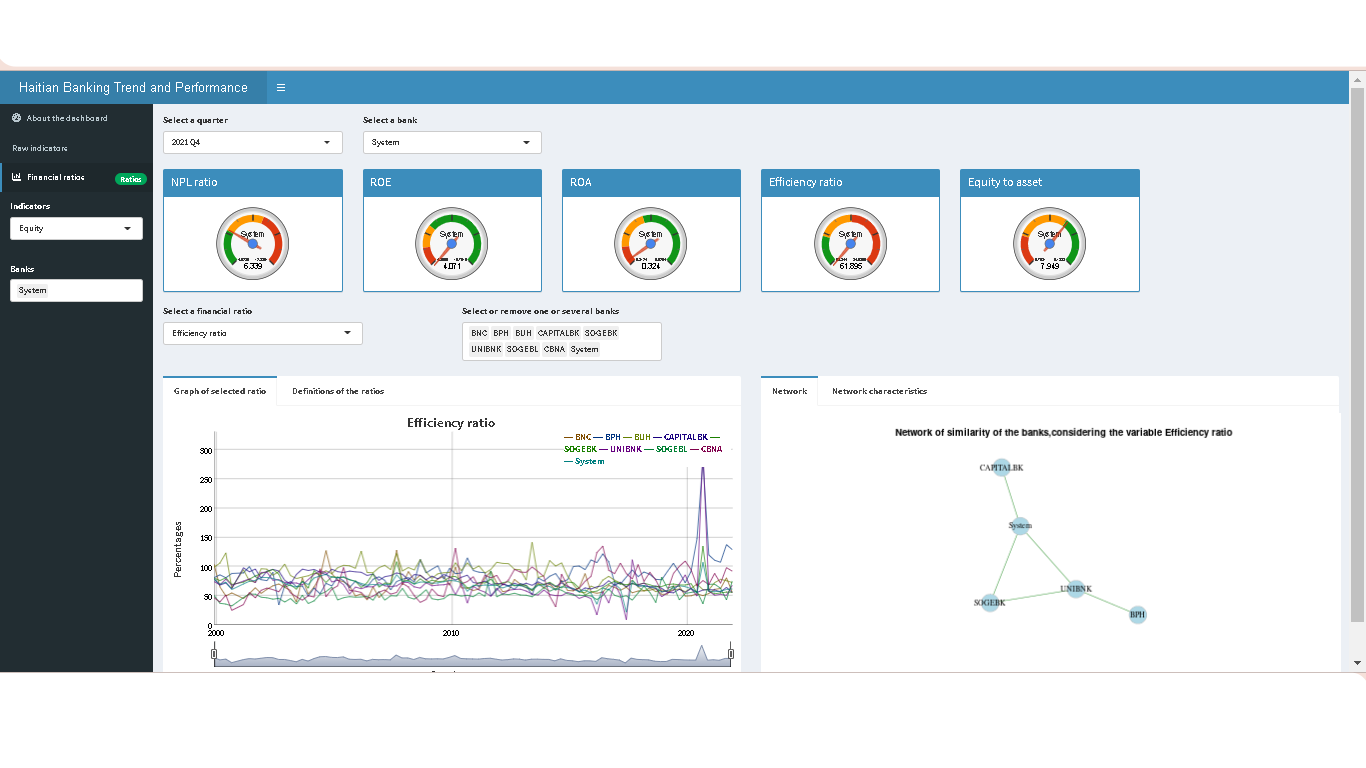 Haitian Banking Trend and Performance
About the dashboard
Raw indicators
Financial ratios Ratios
Indicators
Equity
Banks
System
Select a quarter Select a bank
2021 Q4 System
NPL ratio ROE ROA Efficiency ratio Equity to asset
System System System System System
6.339 4.071 0.324 61.895 7.949
Select a financial ratio Select or remove one or several banks
Efficiency ratio
BNC BPH BUH CAPITALBK SOGEBK
UNIBNK SOGEBL CBNA System
Graph of selected ratio Definitions of the ratios
Efficiency ratio
— BNC — BPH — BUH — CAPITALBK —
SOGEBK — UNIBNK — SOGEBL — CBNA
— System
Percentages
300
250
200
150
100
50
0
2000 2010 2020
Network Network characteristics
Network of similarity of the banks,considering the variable Efficiency ratio
CAPITALBK
System
UNIBNK
SOGEBK
BPH